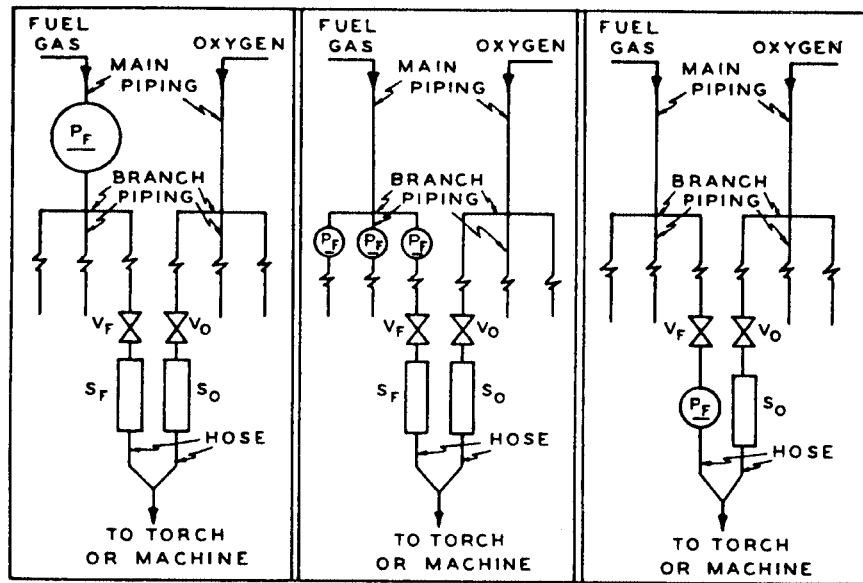 FUEL
GAS
OXYGEN
MAIN
PIPING
PF
BRANCH
PIPING
VF
VO
SF
SO
HOSE
TO TORCH
OR MACHINE
FUEL
GAS
OXYGEN
MAIN
PIPING
BRANCH
PIPING
PF PF PF
VF
VO
SF
SO
HOSE
TO TORCH
OR MACHINE
FUEL
GAS
OXYGEN
MAIN
PIPING
BRANCH
PIPING
VF
VO
PF
SO
HOSE
TO TORCH
OR MACHINE